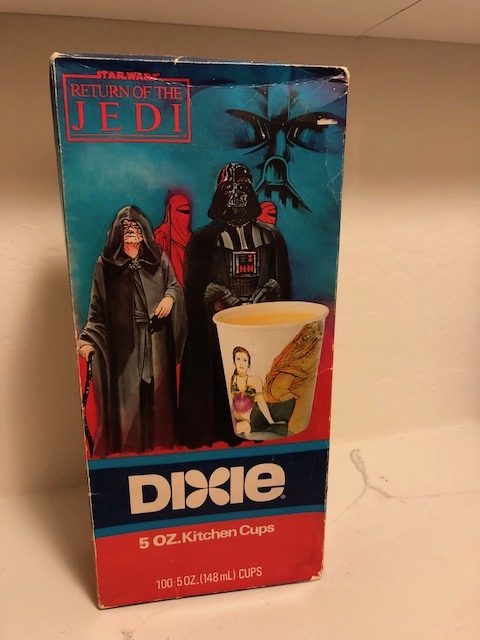 STAR WARS
RETURN OF THE
JEDI
DIXIE
5 OZ. Kitchen Cups
100·5 OZ. (148 mL) CUPS